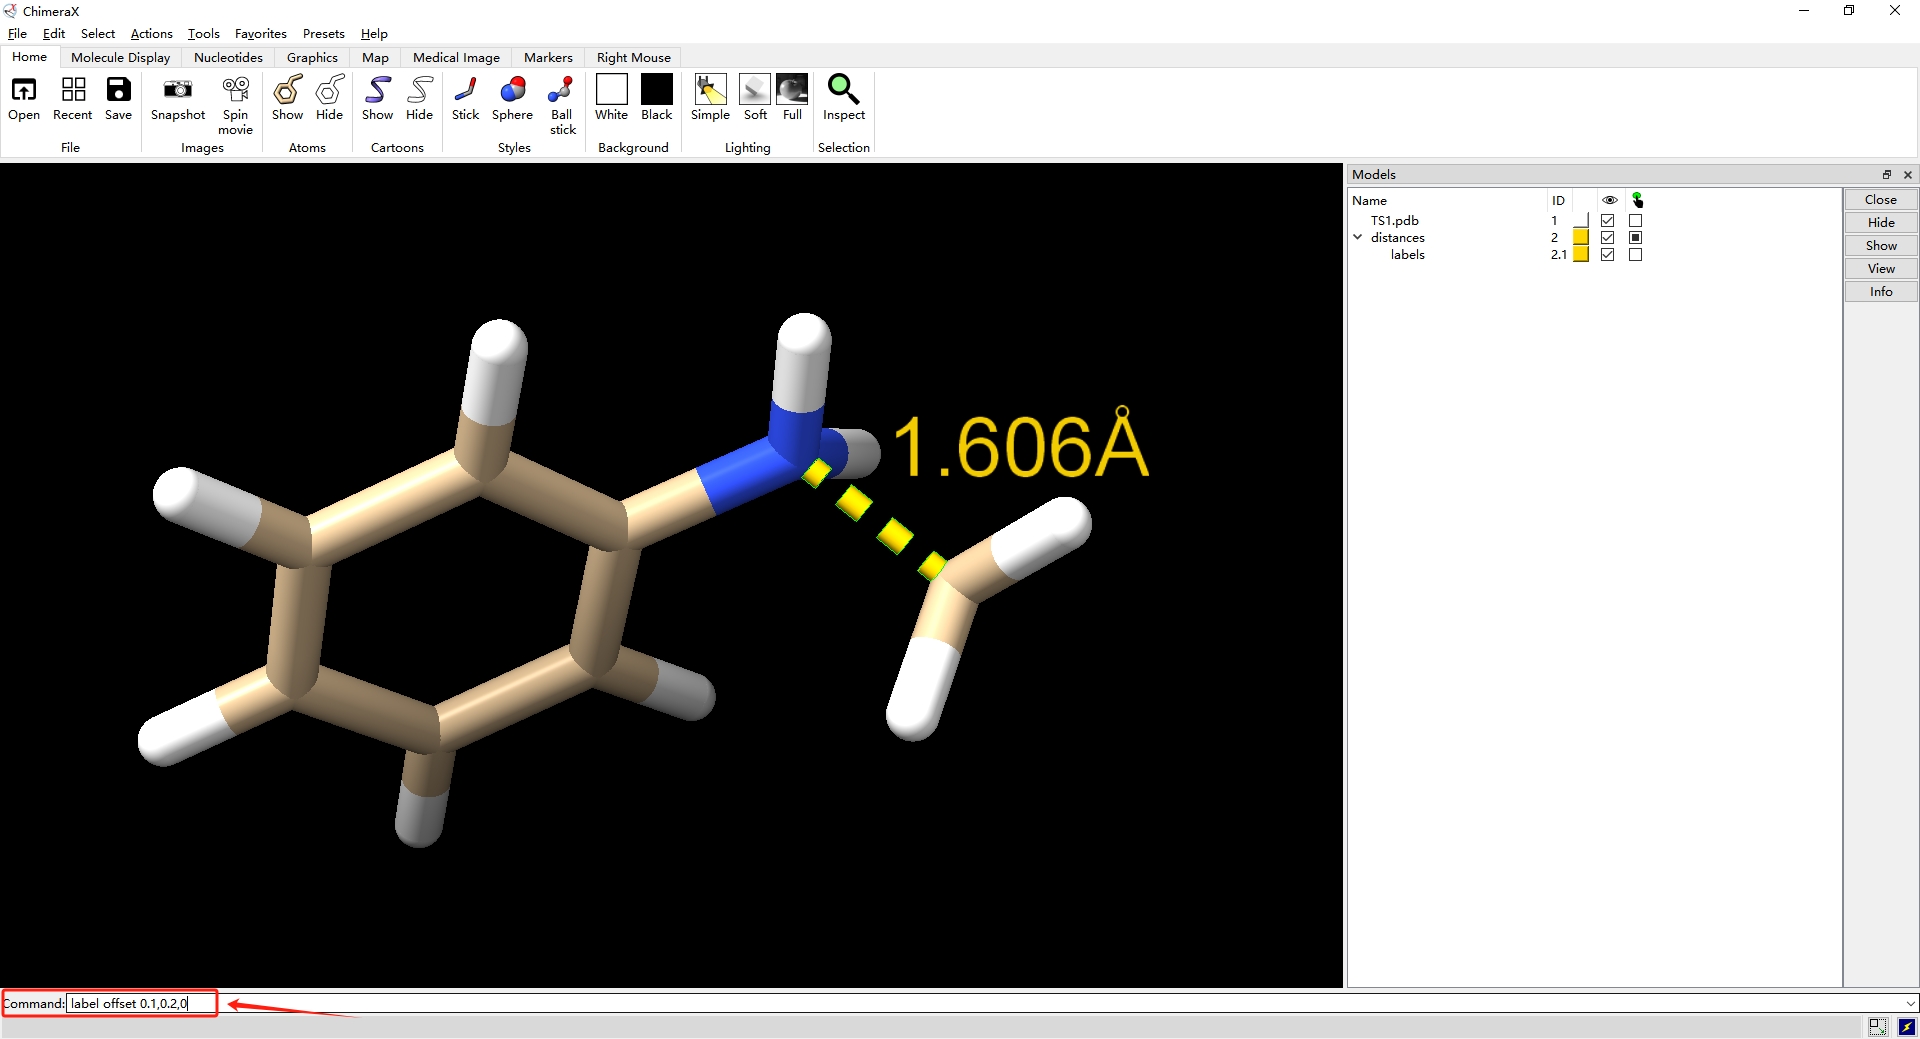 ChimeraX
File Edit Select Actions Tools Favorites Presets Help
Home Molecule Display Nucleotides Graphics Map Medical Image Markers Right Mouse
Open Recent Save Snapshot Spin movie Show Hide Show Hide Stick Sphere Ball stick White Black Simple Soft Full Inspect
File Images Atoms Cartoons Styles Background Lighting Selection
Models
Name ID
TS1.pdb 1
distances 2
labels 2.1
Close
Hide
Show
View
Info
1.606Å
Command: label offset 0.1,0.2,0